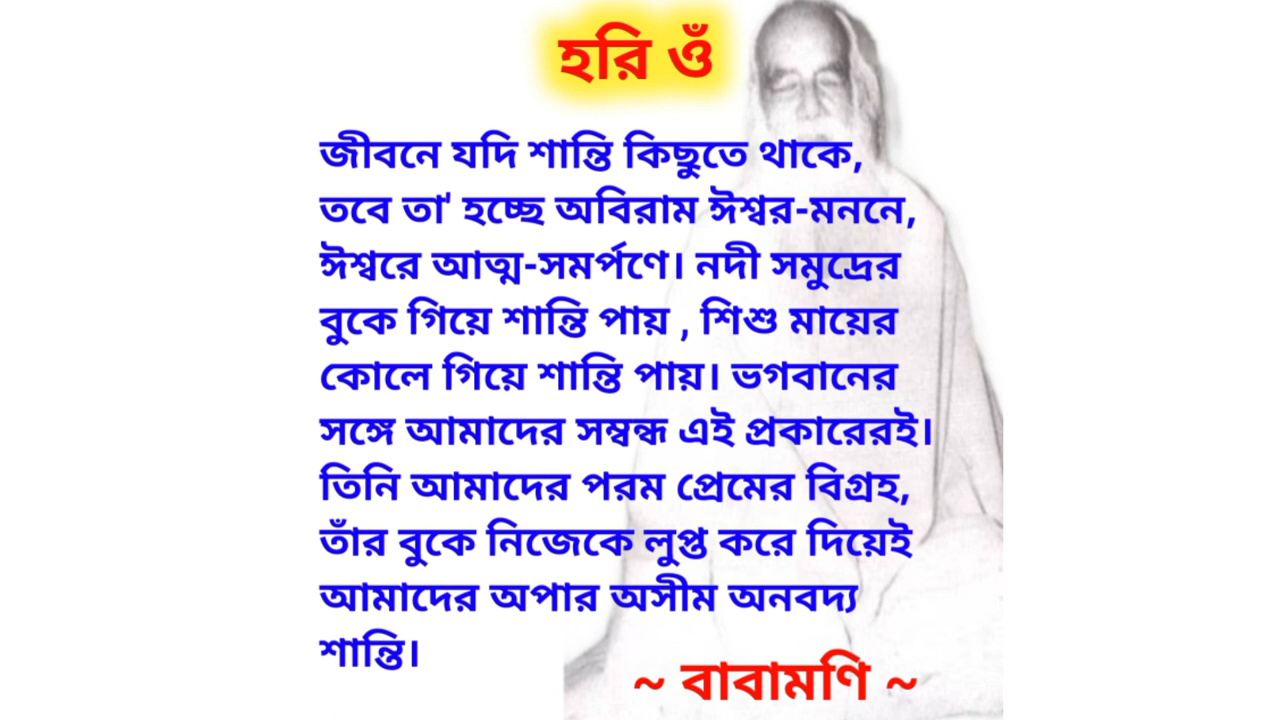 হরি ওঁ
জীবনে যদি শান্তি কিছুতে থাকে,
তবে তা' হচ্ছে অবিরাম ঈশ্বর-মননে,
ঈশ্বরে আত্ম-সমর্পণে। নদী সমুদ্রের
বুকে গিয়ে শান্তি পায় , শিশু মায়ের
কোলে গিয়ে শান্তি পায়। ভগবানের
সঙ্গে আমাদের সম্বন্ধ এই প্রকারেরই।
তিনি আমাদের পরম প্রেমের বিগ্রহ,
তাঁর বুকে নিজেকে লুপ্ত করে দিয়েই
আমাদের অপার অসীম অনবদ্য
শান্তি।
~ বাবামণি ~